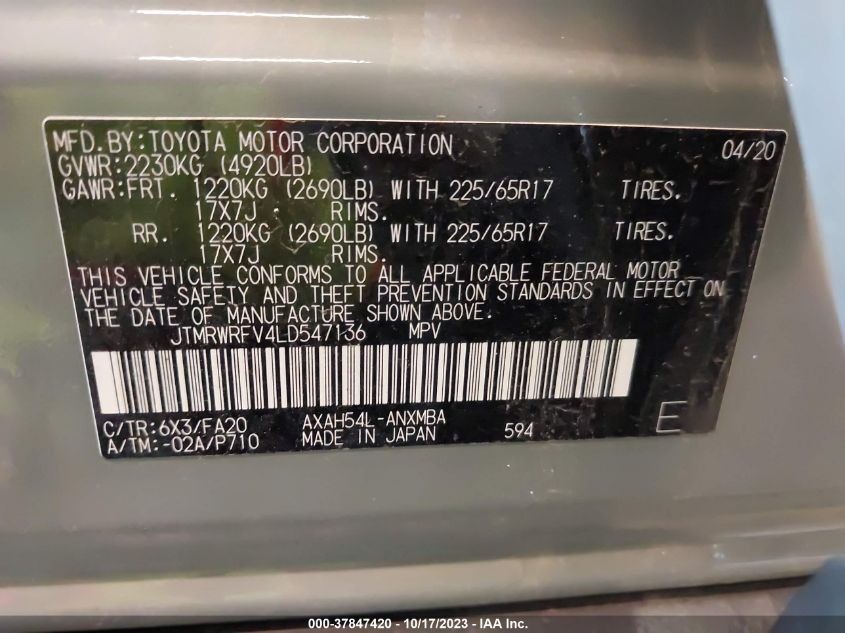 MFD.BY:TOYOTA MOTOR CORPORATION 04/20
GVWR:2230KG (4920LB)
GAWR:FRT. 1220KG (2690LB) WITH 225/65R17 TIRES.
17X7J RIMS.
RR. 1220KG (2690LB) WITH 225/65R17 TIRES.
17X7J RIMS.
THIS VEHICLE CONFORMS TO ALL APPLICABLE FEDERAL MOTOR
VEHICLE SAFETY AND THEFT PREVENTION STANDARDS IN EFFECT ON
THE DATE OF MANUFACTURE SHOWN ABOVE.
JTMRWRFV4LD547136 MPV
C/TR:6X3/FA20 AXAH54L-ANXMBA
A/TM:-02A/P710 MADE IN JAPAN 594 E
000-37847420 - 10/17/2023 - IAA Inc.